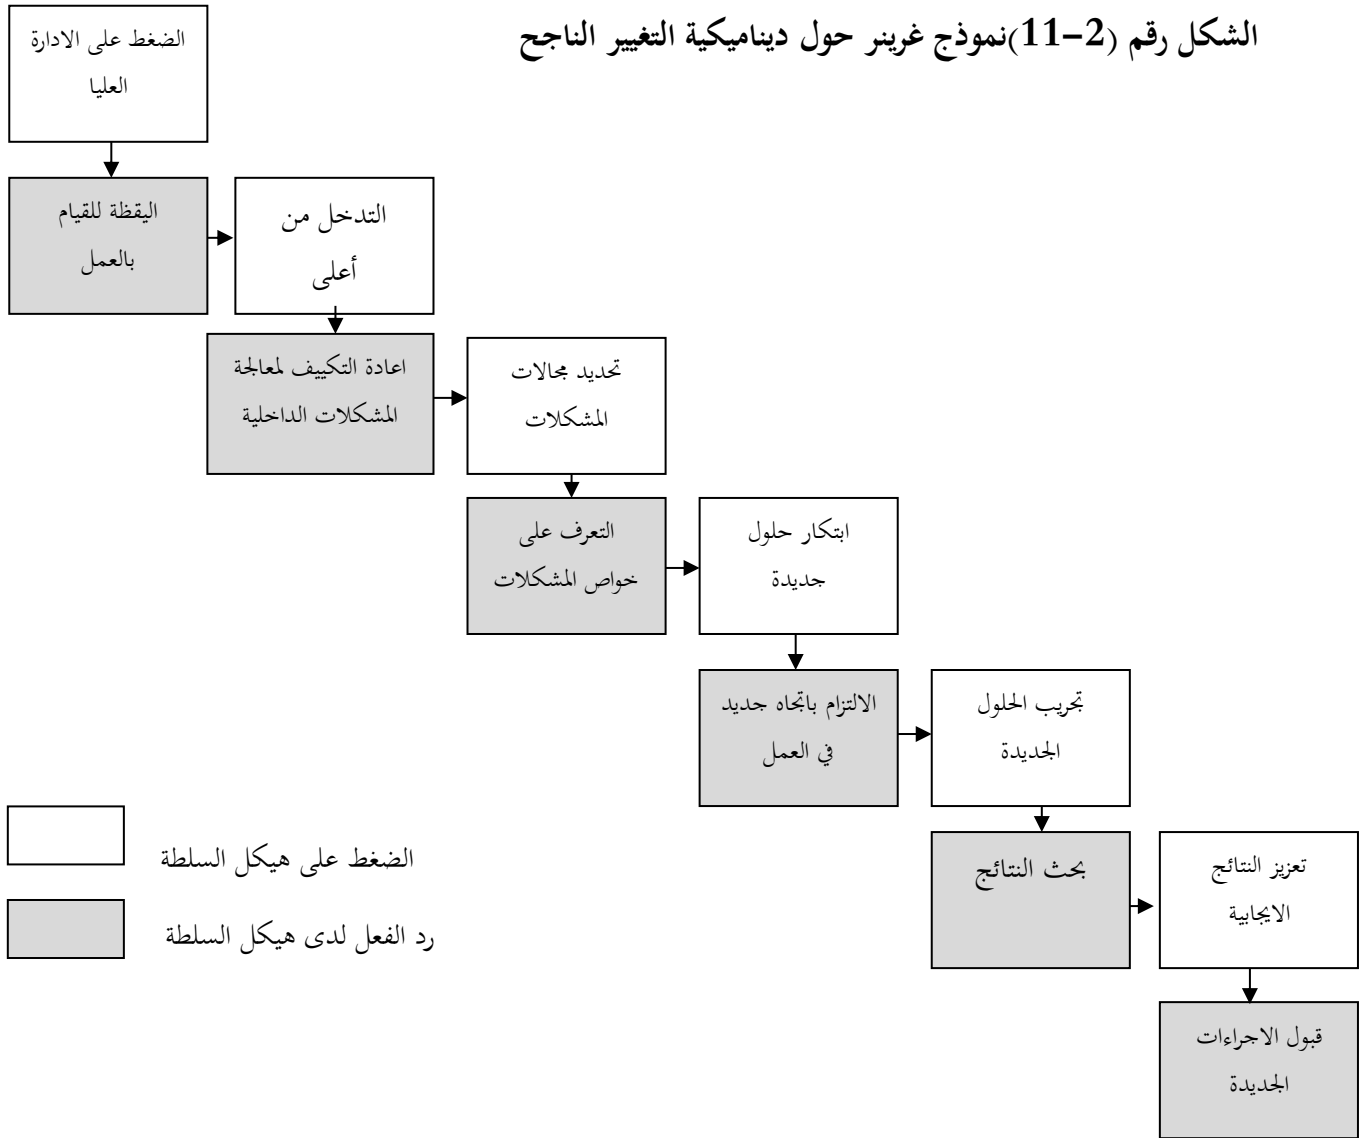 الشكل رقم (2-11)نموذج غرينر حول ديناميكية التغيير الناجح
الضغط على الادارة
العليا
اليقظة للقيام
بالعمل
التدخل من
أعلى
اعادة التكييف لمعالجة
المشكلات الداخلية
تحديد مجالات
المشكلات
التعرف على
خواص المشكلات
ابتكار حلول
جديدة
الالتزام باتجاه جديد
في العمل
تجريب الحلول
الجديدة
بحث النتائج
تعزيز النتائج
الايجابية
قبول الاجراءات
الجديدة
الضغط على هيكل السلطة
رد الفعل لدى هيكل السلطة